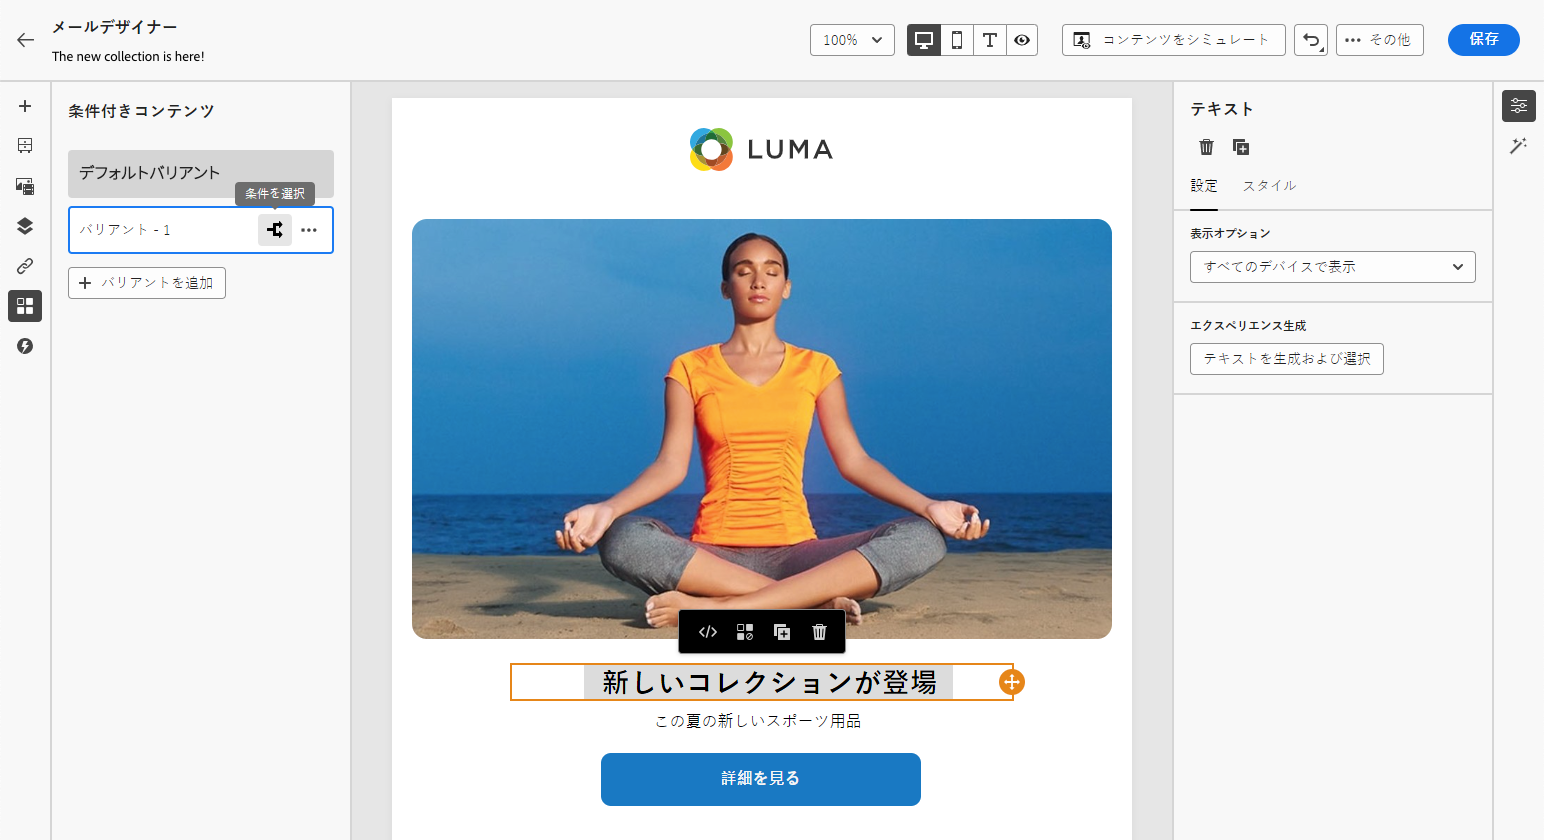 メールデザイナー
The new collection is here!
100%
コンテンツをシミュレート
その他
保存
条件付きコンテンツ
デフォルトバリアント
条件を選択
バリアント - 1
バリアントを追加
LUMA
新しいコレクションが登場
この夏の新しいスポーツ用品
詳細を見る
テキスト
設定 スタイル
表示オプション
すべてのデバイスで表示
エクスペリエンス生成
テキストを生成および選択